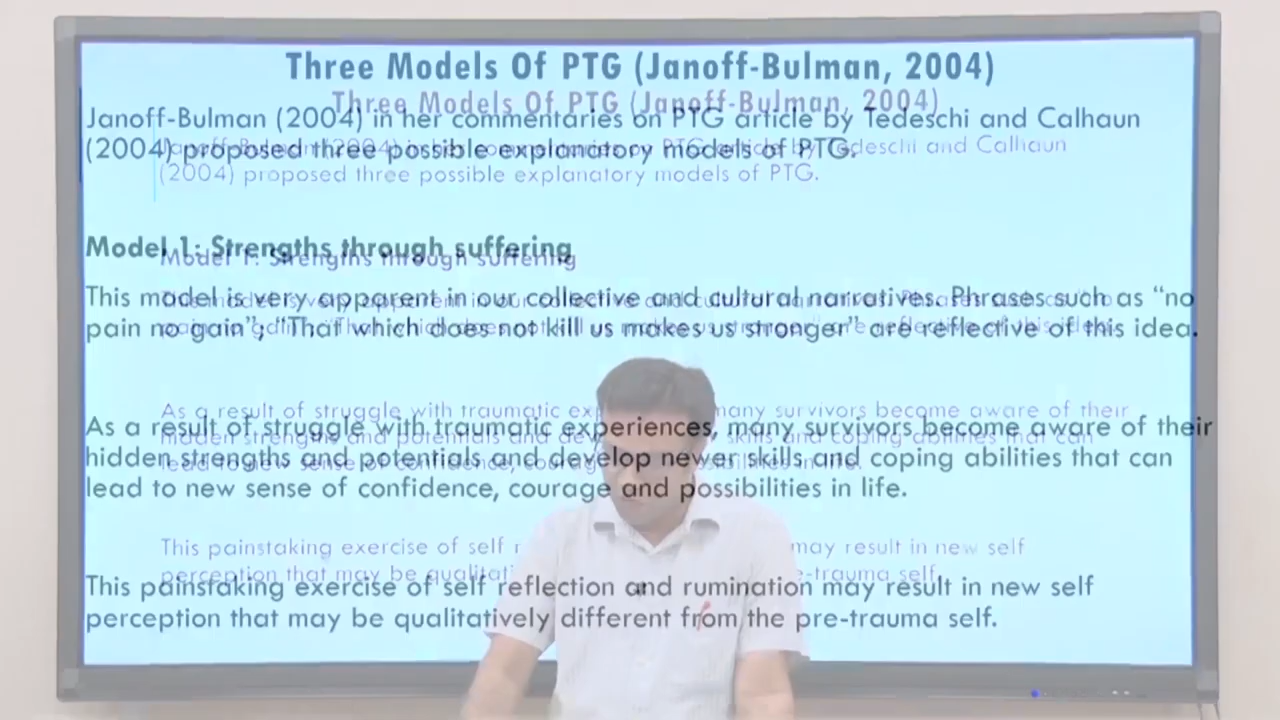 Three Models Of PTG (Janoff-Bulman, 2004)
Janoff-Bulman (2004) in her commentaries on PTG article by Tedeschi and Calhaun
(2004) proposed three possible explanatory models of PTG.
Model 1: Strengths through suffering
This model is very apparent in our collective and cultural narratives. Phrases such as “no
pain no gain”; “That which does not kill us makes us stronger” are reflective of this idea.
As a result of struggle with traumatic experiences, many survivors become aware of their
hidden strengths and potentials and develop newer skills and coping abilities that can
lead to new sense of confidence, courage and possibilities in life.
This painstaking exercise of self reflection and rumination may result in new self
perception that may be qualitatively different from the pre-trauma self.